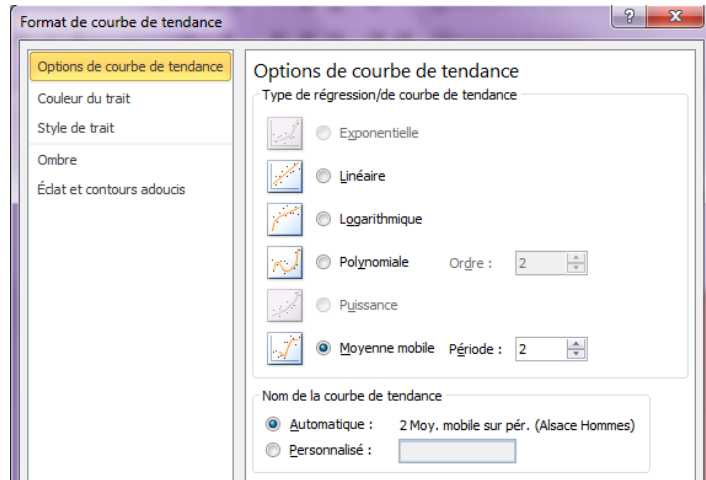 Format de courbe de tendance
Options de courbe de tendance
Couleur du trait
Style de trait
Ombre
Éclat et contours adoucis
Options de courbe de tendance
Type de régression/de courbe de tendance
Exponentielle
Linéaire
Logarithmique
Polynomiale Ordre : 2
Puissance
Moyenne mobile Période : 2
Nom de la courbe de tendance
Automatique : 2 Moy. mobile sur pér. (Alsace Hommes)
Personnalisé :